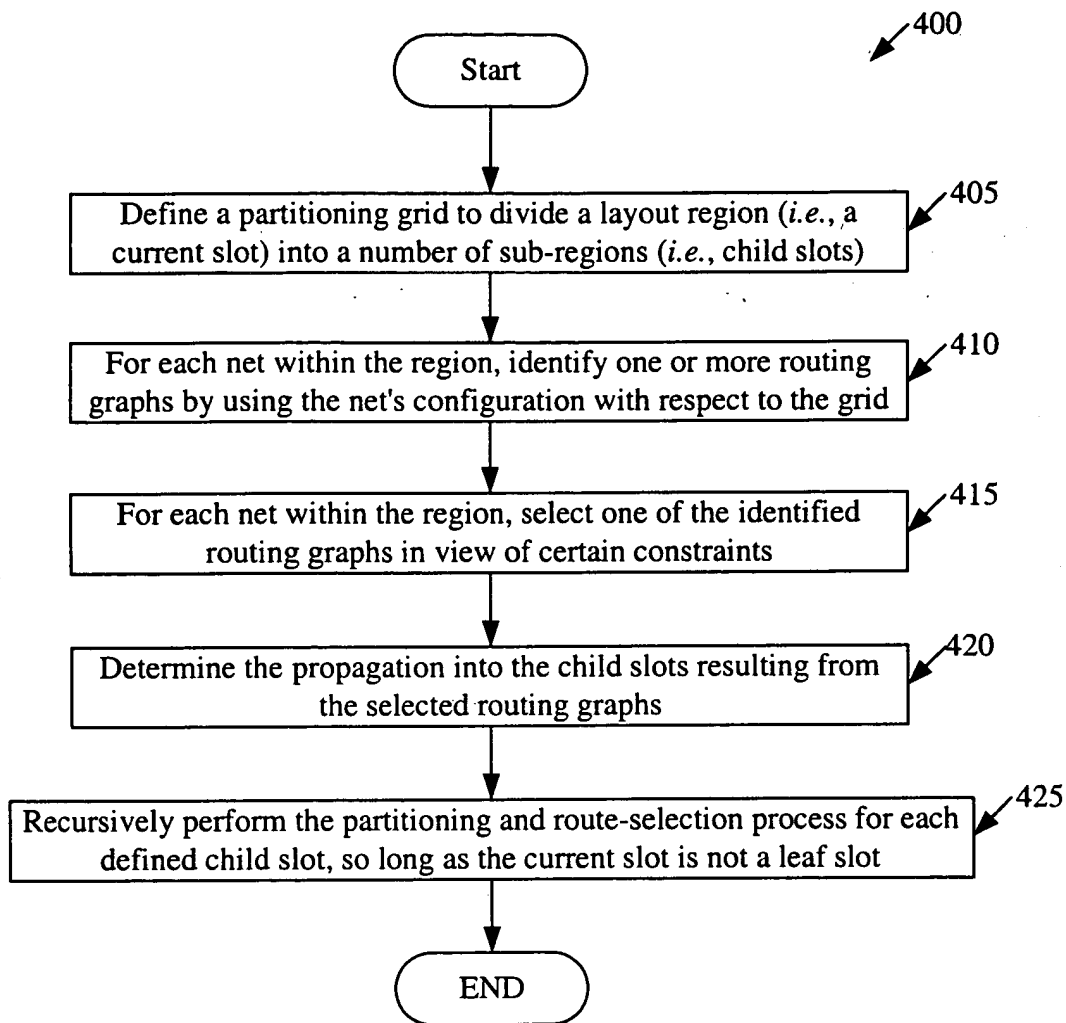 400
Start
405
Define a partitioning grid to divide a layout region (i.e., a
current slot) into a number of sub-regions (i.e., child slots)
410
For each net within the region, identify one or more routing
graphs by using the net's configuration with respect to the grid
415
For each net within the region, select one of the identified
routing graphs in view of certain constraints
420
Determine the propagation into the child slots resulting from
the selected routing graphs
425
Recursively perform the partitioning and route-selection process for each
defined child slot, so long as the current slot is not a leaf slot
END